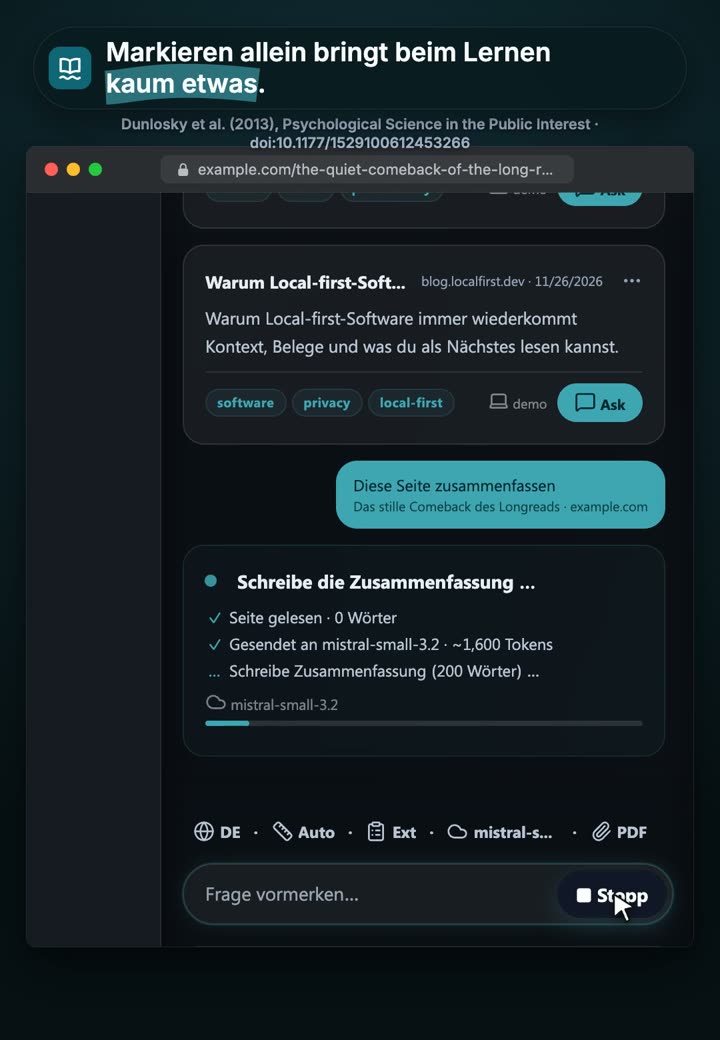 Markieren allein bringt beim Lernen
kaum etwas.
Dunlosky et al. (2013), Psychological Science in the Public Interest ·
doi:10.1177/1529100612453266
example.com/the-quiet-comeback-of-the-long-r...
demo
Ask
Warum Local-first-Soft... blog.localfirst.dev · 11/26/2026 ...
Warum Local-first-Software immer wiederkommt
Kontext, Belege und was du als Nächstes lesen kannst.
software privacy local-first demo Ask
Diese Seite zusammenfassen
Das stille Comeback des Longreads · example.com
Schreibe die Zusammenfassung ...
✓ Seite gelesen · 0 Wörter
✓ Gesendet an mistral-small-3.2 · ~1,600 Tokens
... Schreibe Zusammenfassung (200 Wörter) ...
mistral-small-3.2
DE · Auto · Ext · mistral-s... · PDF
Frage vormerken... Stopp